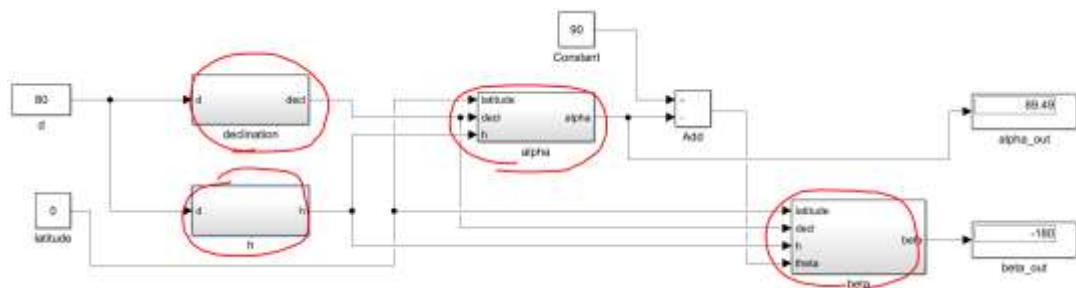 90
Constant
80
d
d
decl
declination
latitude
decl
h
alpha
alpha
Add
89.49
alpha_out
0
latitude
d
h
h
latitude
decl
h
theta
beta
beta
-180
beta_out